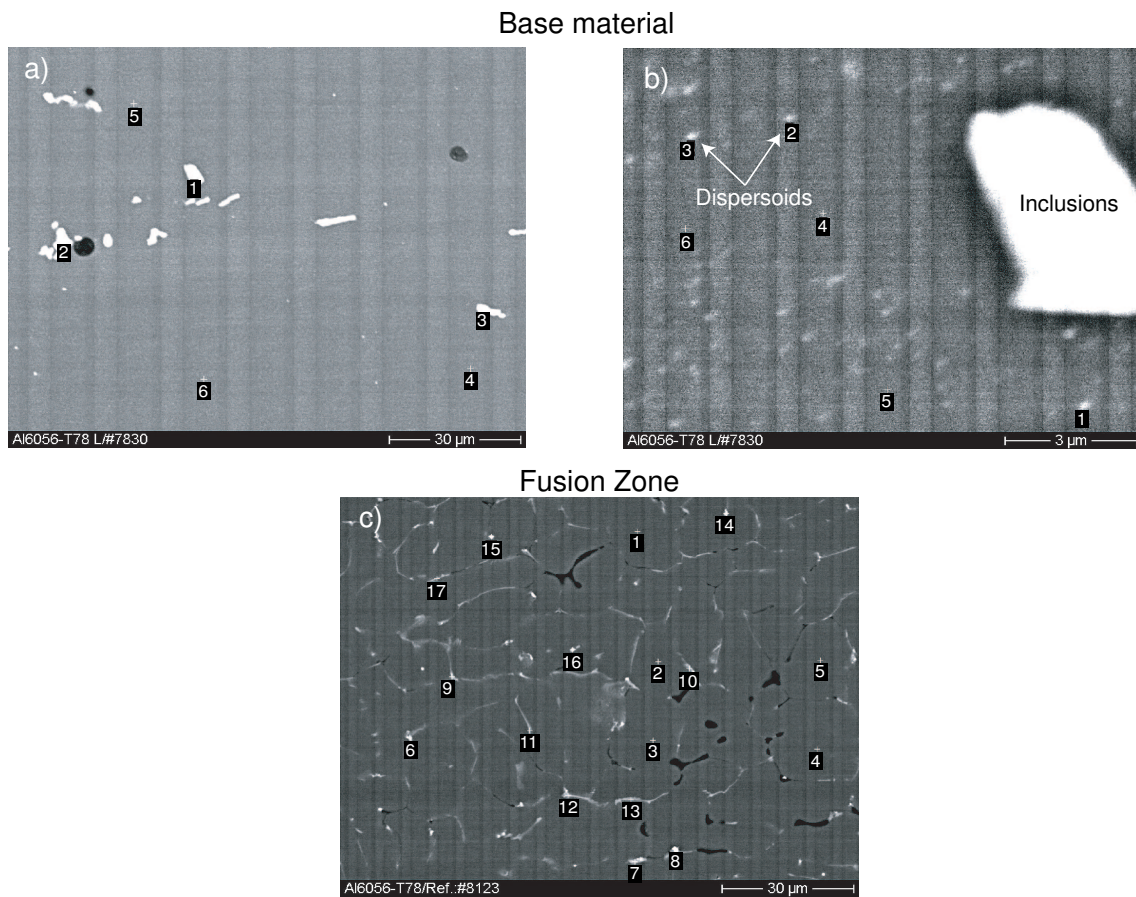 Base material
a)
5
1
2
3
4
6
Al6056-T78 L/#7830
30 µm
b)
2
3
Dispersoids
Inclusions
4
6
5
1
Al6056-T78 L/#7830
3 µm
Fusion Zone
c)
14
15
1
17
16
2
5
9
10
6
11
3
4
12
13
8
7
Al6056-T78/Ref.:#8123
30 µm